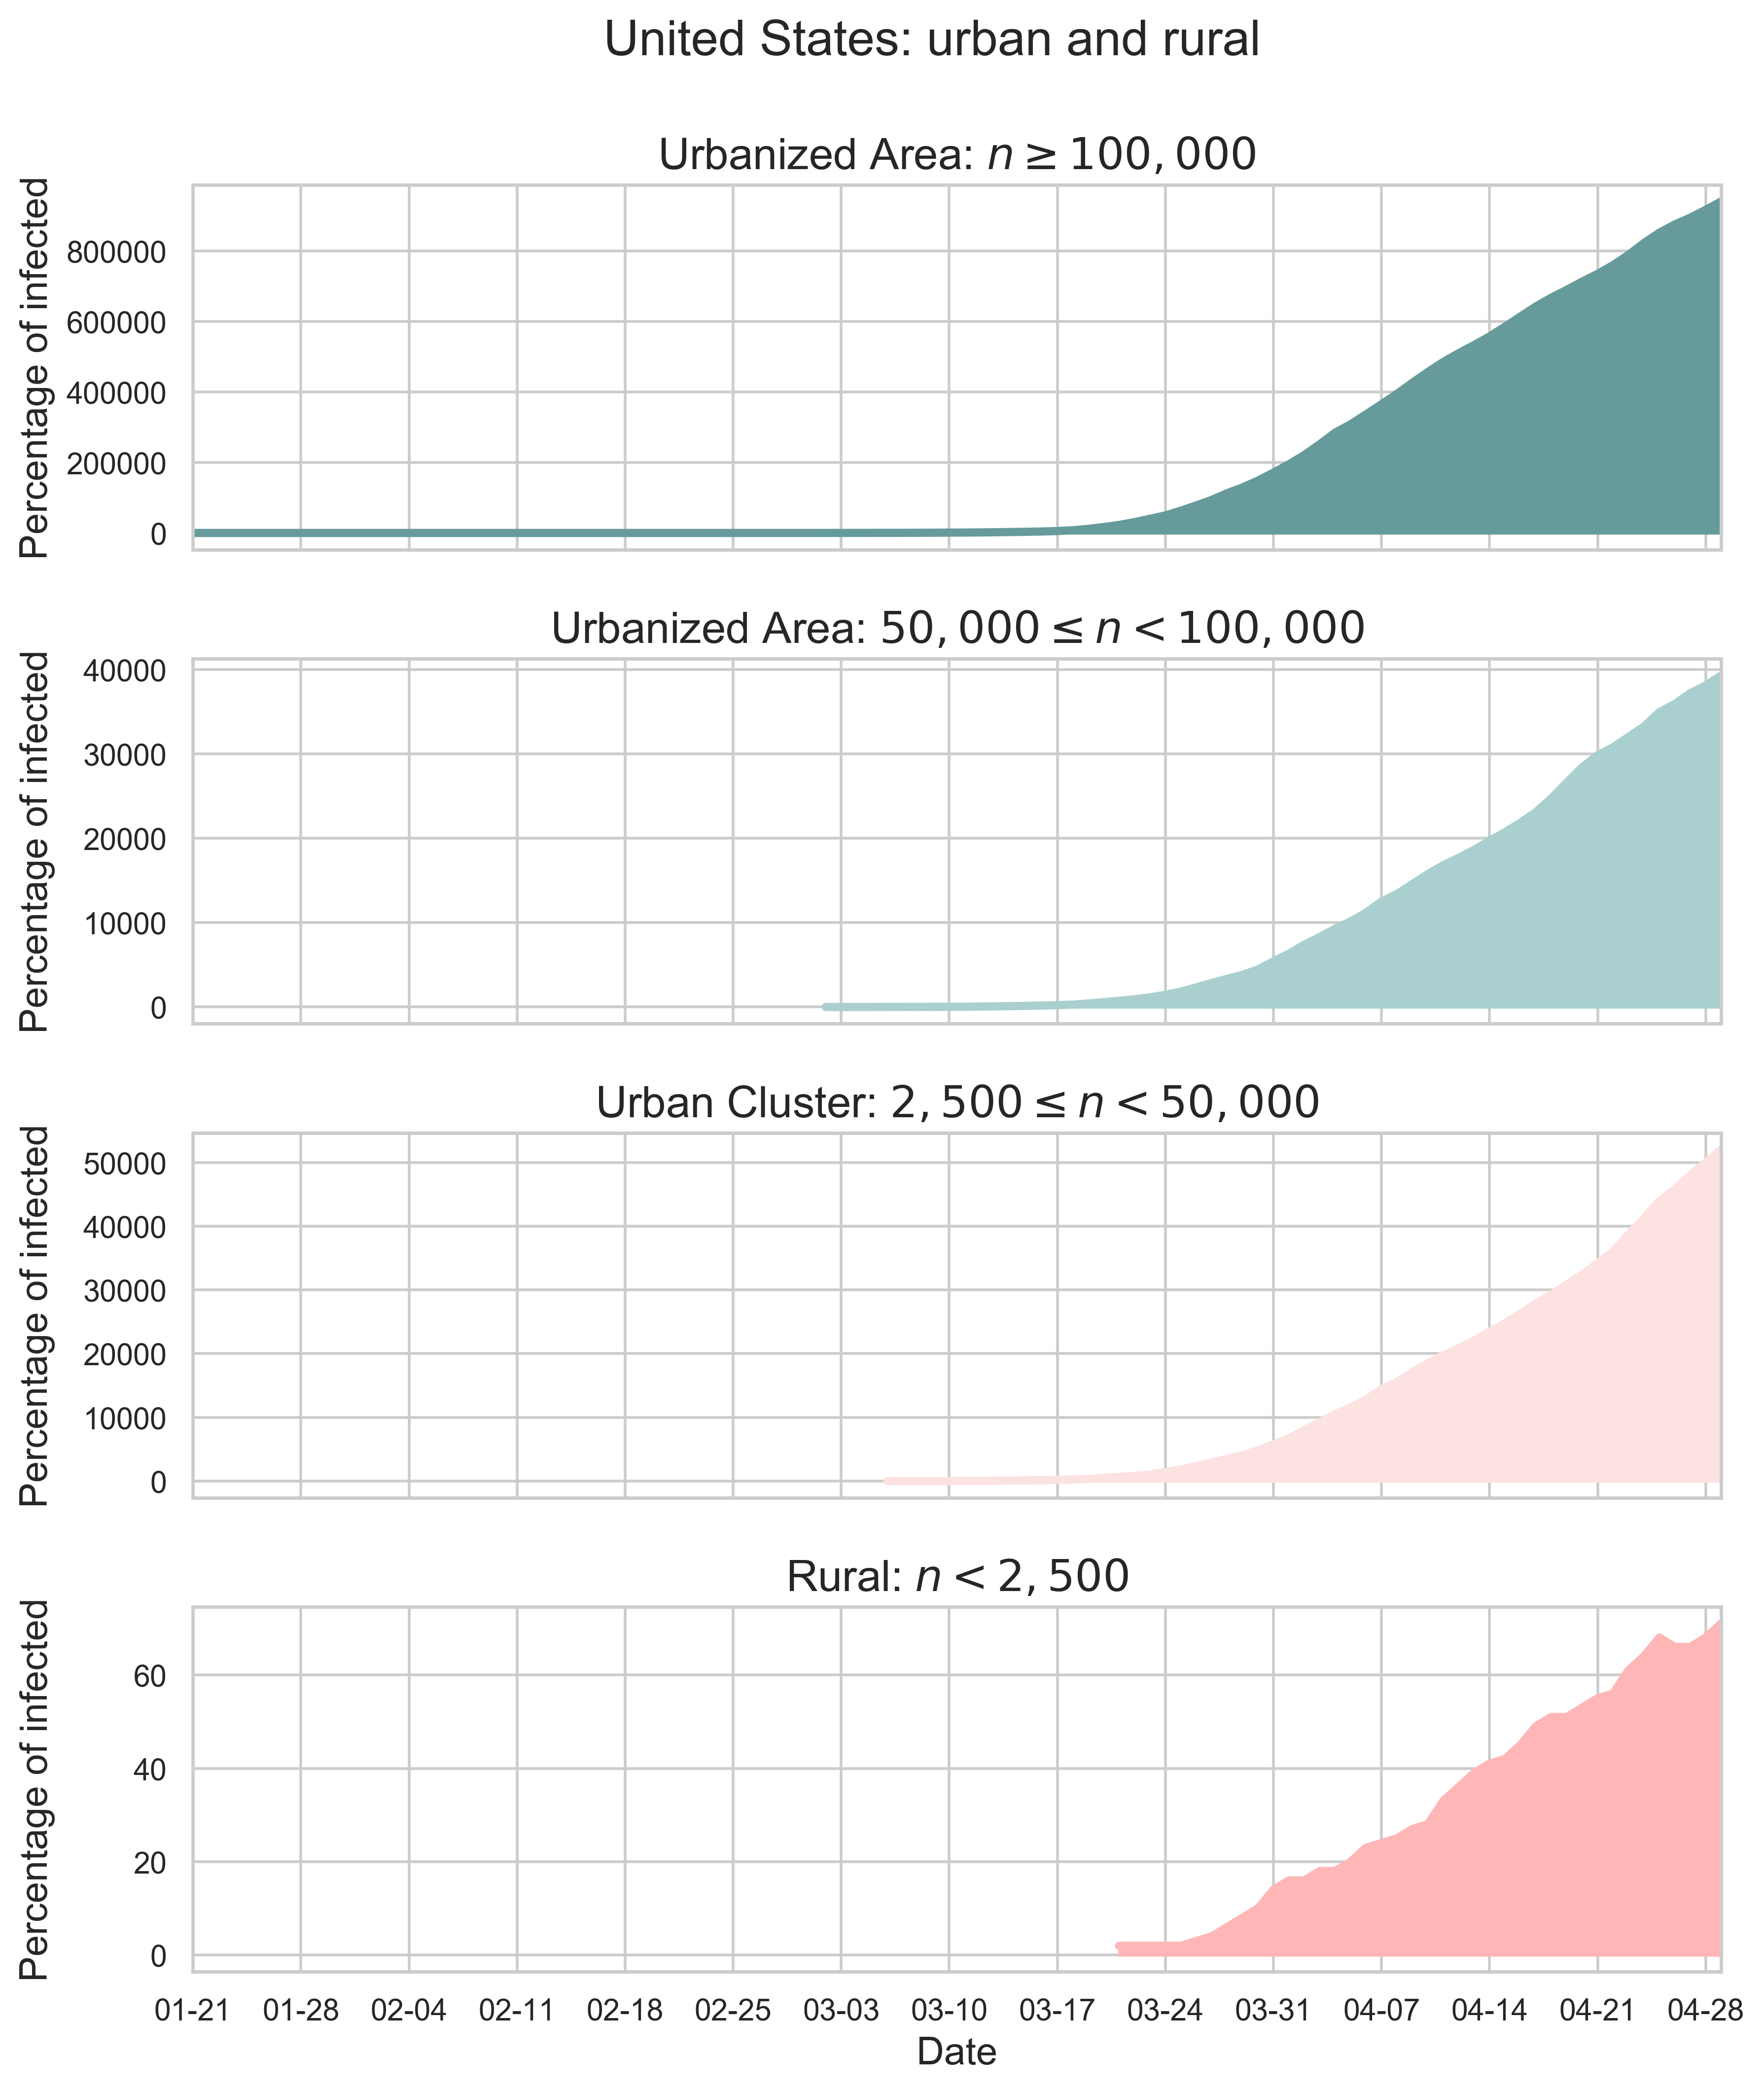 United States: urban and rural
Urbanized Area: n ≥ 100,000
Percentage of infected
800000
600000
400000
200000
0
Urbanized Area: 50,000 ≤ n < 100,000
Percentage of infected
40000
30000
20000
10000
0
Urban Cluster: 2,500 ≤ n < 50,000
Percentage of infected
50000
40000
30000
20000
10000
0
Rural: n < 2,500
Percentage of infected
60
40
20
0
01-21 01-28 02-04 02-11 02-18 02-25 03-03 03-10 03-17 03-24 03-31 04-07 04-14 04-21 04-28
Date